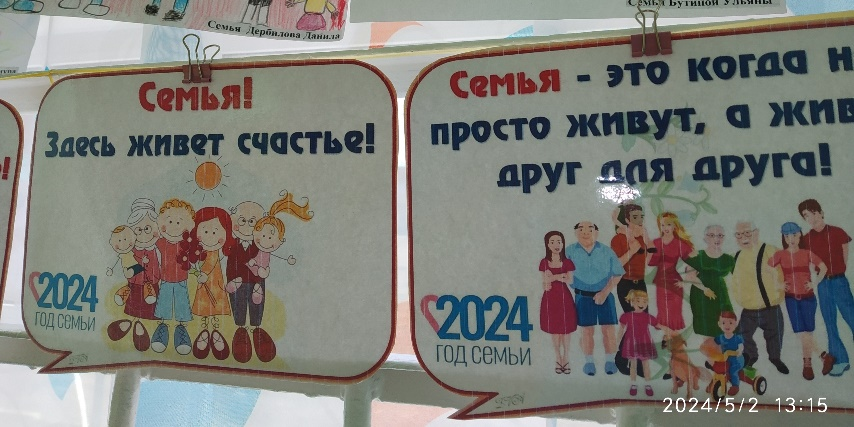 Семья Дербилова Данила
Семья Бутиной Ульяны
Семья!
Здесь живет счастье!
2024
ГОД СЕМЬИ
Семья - это когда
просто живут, а
друг для друга!
2024
ГОД СЕМЬИ
2024/5/2 13:15